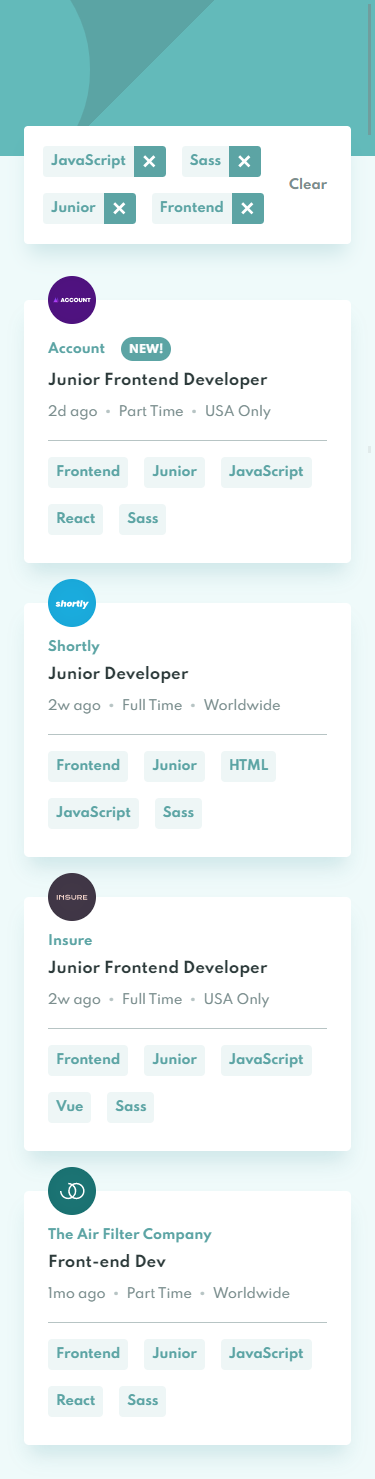 JavaScript ✕ Sass ✕
Clear
Junior ✕ Frontend ✕
ACCOUNT
Account NEW!
Junior Frontend Developer
2d ago • Part Time • USA Only
Frontend Junior JavaScript
React Sass
shortly
Shortly
Junior Developer
2w ago • Full Time • Worldwide
Frontend Junior HTML
JavaScript Sass
INSURE
Insure
Junior Frontend Developer
2w ago • Full Time • USA Only
Frontend Junior JavaScript
Vue Sass
The Air Filter Company
Front-end Dev
1mo ago • Part Time • Worldwide
Frontend Junior JavaScript
React Sass